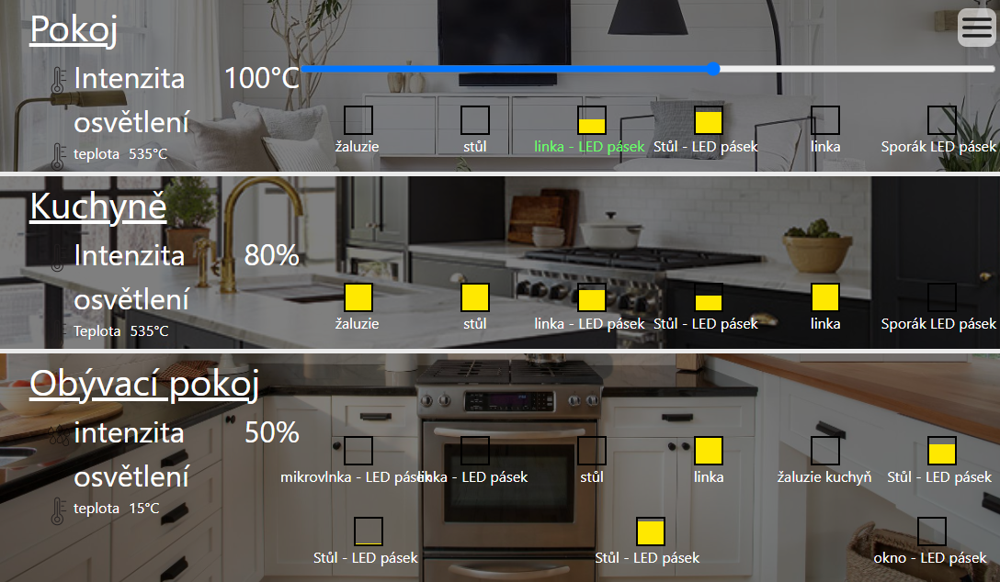 Pokoj
Intenzita 100°C
osvětlení
teplota 535°C
žaluzie stůl linka - LED pásek Stůl - LED pásek linka Sporák LED pásek
Kuchyně
Intenzita 80%
osvětlení
Teplota 535°C
žaluzie stůl linka - LED pásek Stůl - LED pásek linka Sporák LED pásek
Obývací pokoj
intenzita 50%
osvětlení
teplota 15°C
mikrovlnka - LED pásek linka - LED pásek stůl linka žaluzie kuchyň Stůl - LED pásek
Stůl - LED pásek Stůl - LED pásek okno - LED pásek